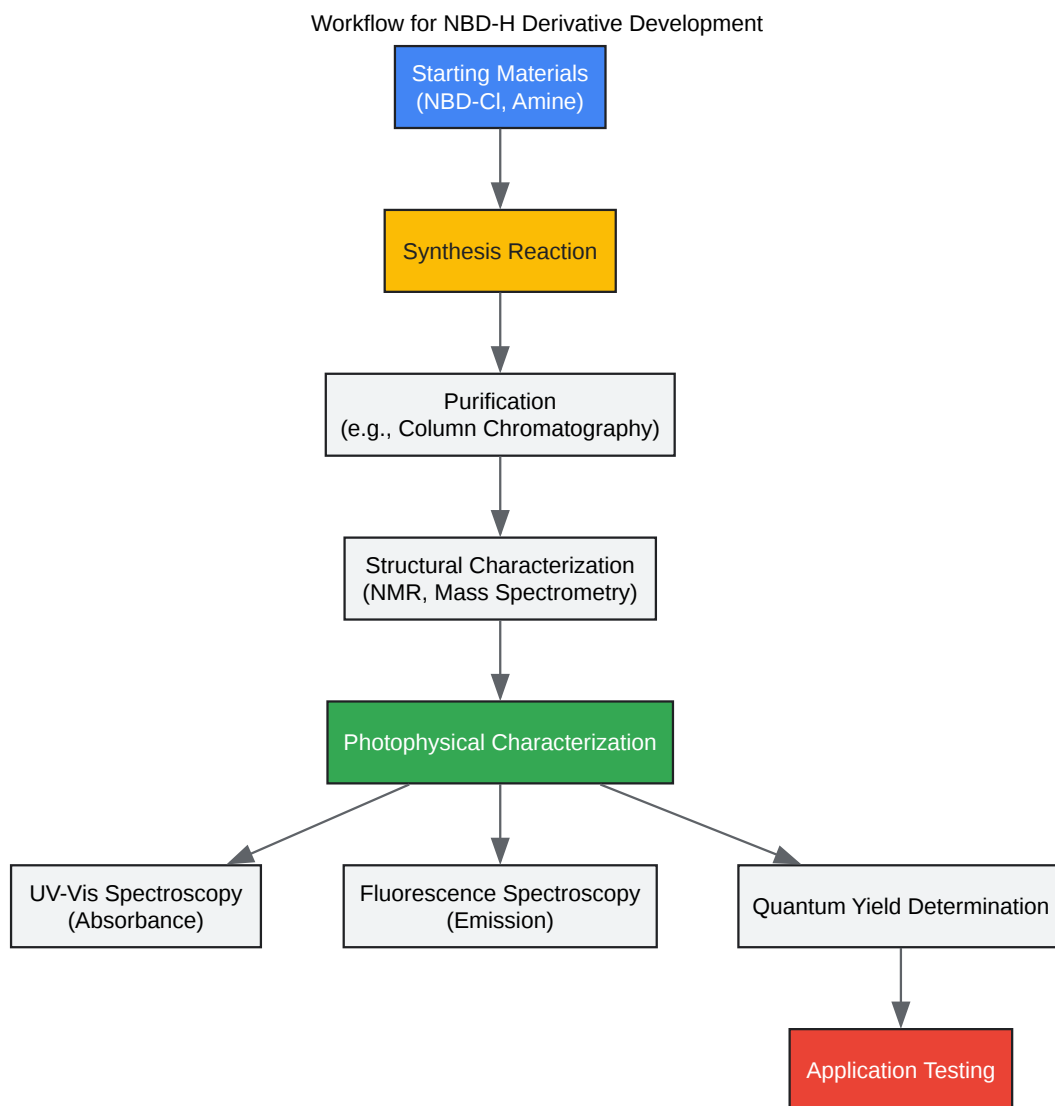 Workflow for NBD-H Derivative Development
Starting Materials
(NBD-Cl, Amine)
Synthesis Reaction
Purification
(e.g., Column Chromatography)
Structural Characterization
(NMR, Mass Spectrometry)
Photophysical Characterization
UV-Vis Spectroscopy
(Absorbance)
Fluorescence Spectroscopy
(Emission)
Quantum Yield Determination
Application Testing